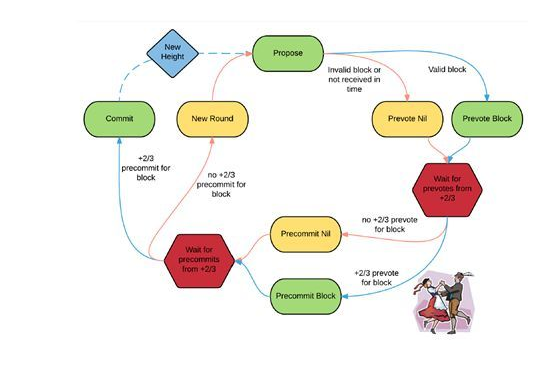 New
Height
Propose
Invalid block or
not received in
time
Valid block
Commit
New Round
Prevote Nil
Prevote Block
+2/3
precommit for
block
no +2/3
precommit for
block
Wait for
prevotes from
+2/3
no +2/3 prevote
for block
Precommit Nil
Wait for
precommits
from +2/3
+2/3 prevote
for block
Precommit Block